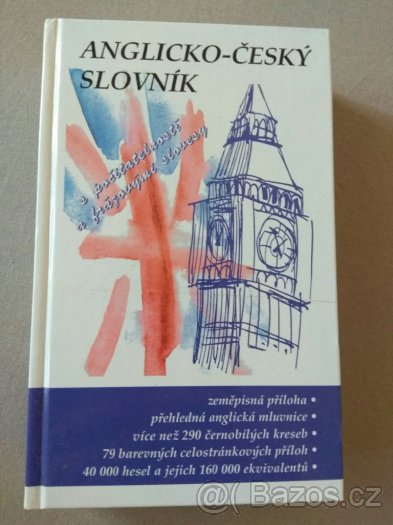 ANGLICKO-ČESKÝ
SLOVNÍK
s počitatelností
a frázovými slovesy
zeměpisná příloha •
přehledná anglická mluvnice •
více než 290 černobílých kreseb •
79 barevných celostránkových příloh •
40 000 hesel a jejich 160 000 ekvivalentů •
Bazos.cz